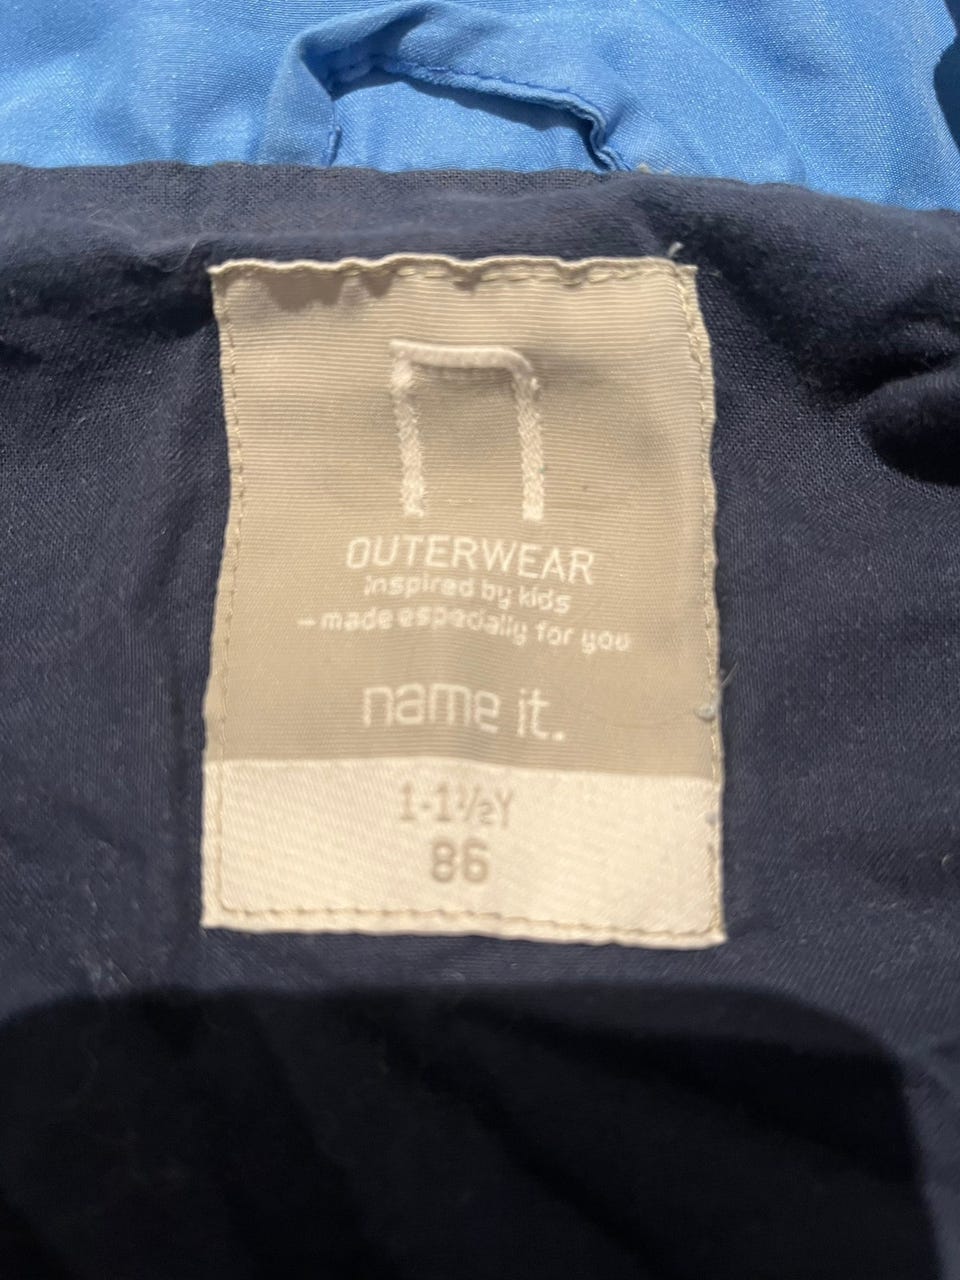 OUTERWEAR
Inspired by kids
- made especially for you
name it.
1-1½Y
86